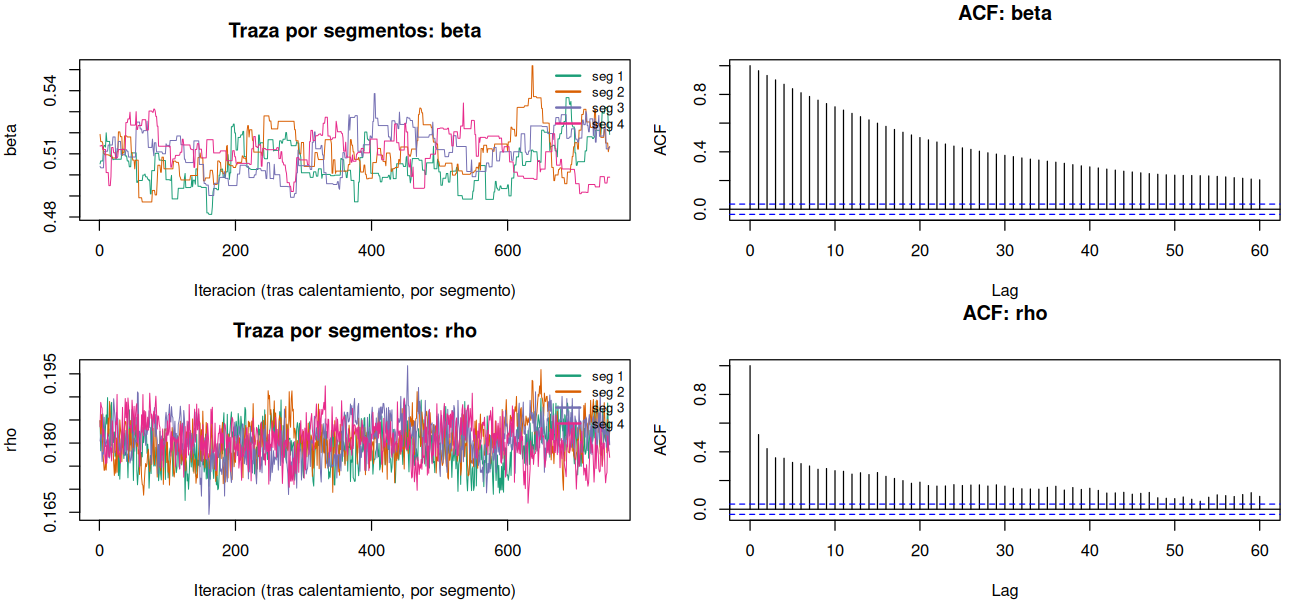 Traza por segmentos: beta
beta
0.48 0.51 0.54
seg 1
seg 2
seg 3
seg 4
0 200 400 600
Iteracion (tras calentamiento, por segmento)
ACF: beta
ACF
0.0 0.4 0.8
0 10 20 30 40 50 60
Lag
Traza por segmentos: rho
rho
0.165 0.180 0.195
seg 1
seg 2
seg 3
seg 4
0 200 400 600
Iteracion (tras calentamiento, por segmento)
ACF: rho
ACF
0.0 0.4 0.8
0 10 20 30 40 50 60
Lag